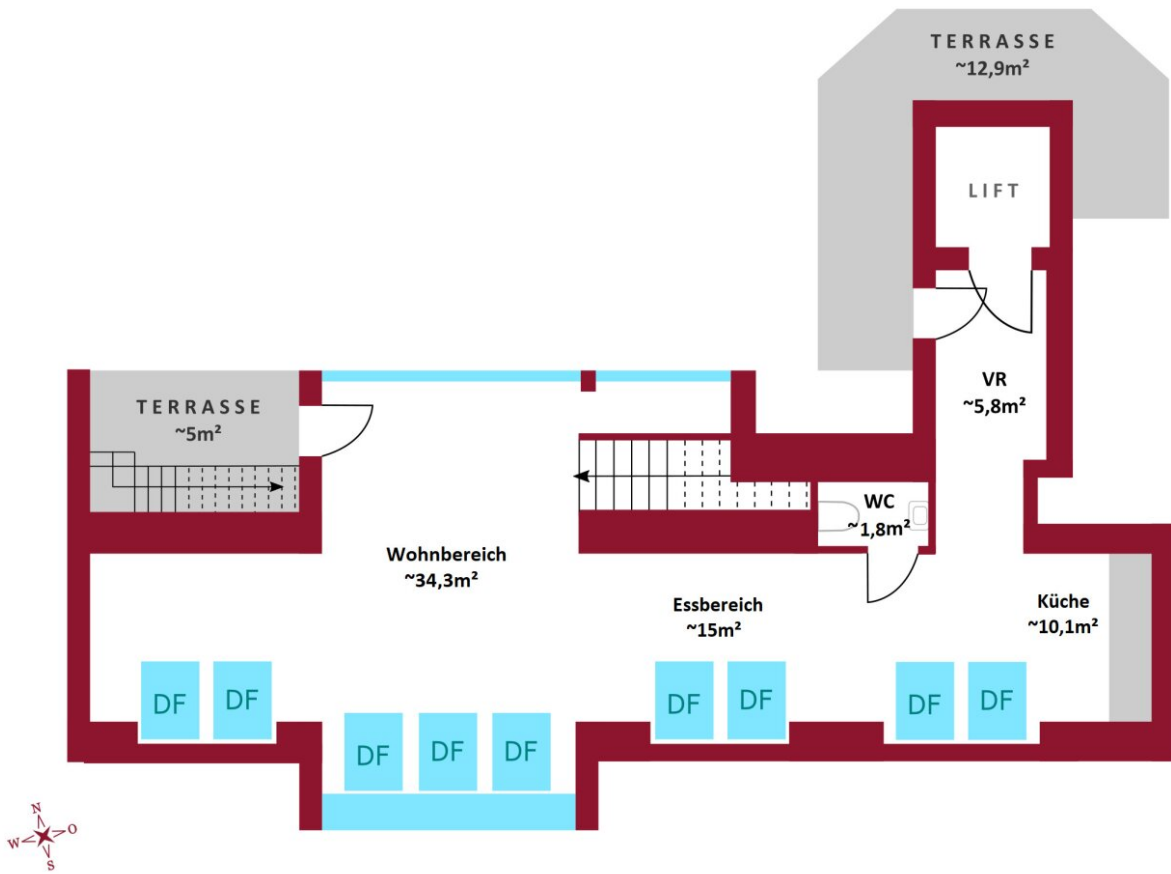 TERRASSE
~12,9m²
LIFT
VR
~5,8m²
TERRASSE
~5m²
WC
~1,8m²
Wohnbereich
~34,3m²
Essbereich
~15m²
Küche
~10,1m²
DF DF DF DF DF DF
DF DF DF
N
W O
S